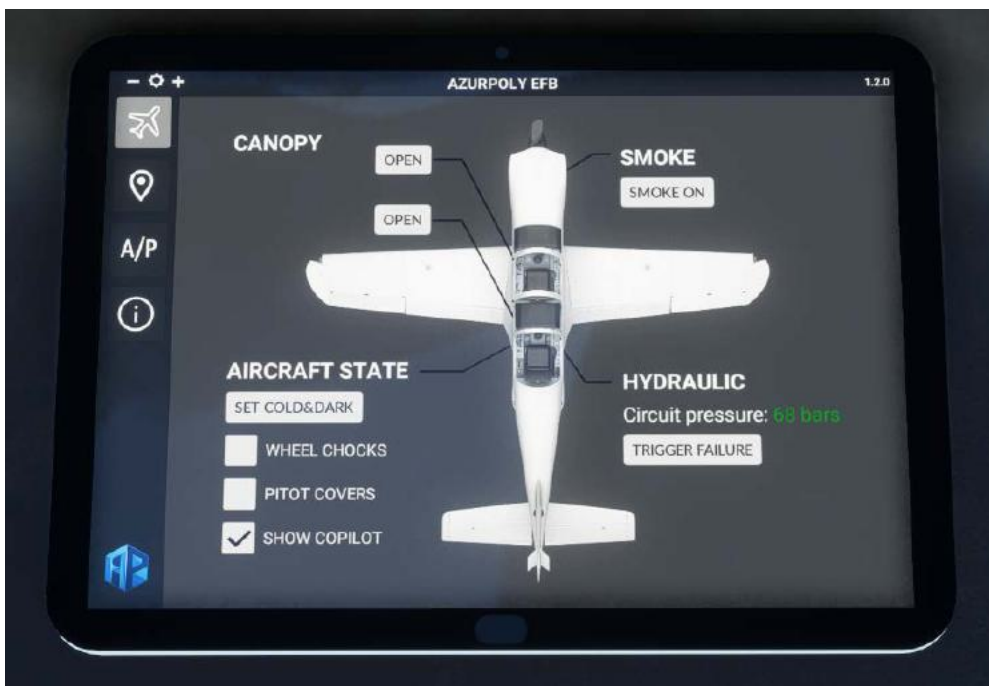 AZURPOLY EFB
1.2.0
A/P
CANOPY
OPEN
OPEN
SMOKE
SMOKE ON
AIRCRAFT STATE
SET COLD&DARK
WHEEL CHOCKS
PITOT COVERS
SHOW COPILOT
HYDRAULIC
Circuit pressure: 68 bars
TRIGGER FAILURE